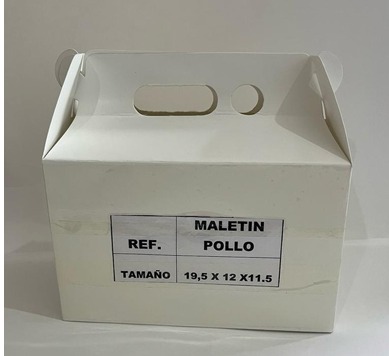 REF. MALETIN
POLLO
TAMAÑO 19,5 X 12 X11.5